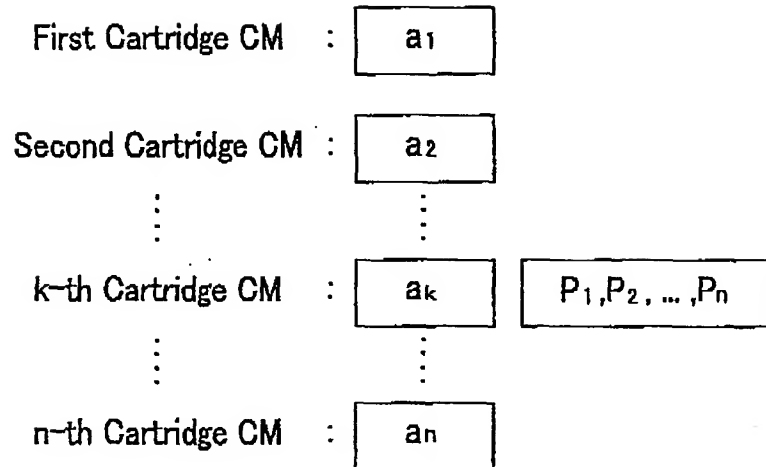 First Cartridge CM : a1
Second Cartridge CM : a2
k-th Cartridge CM : ak P1,P2, ... ,Pn
n-th Cartridge CM : an